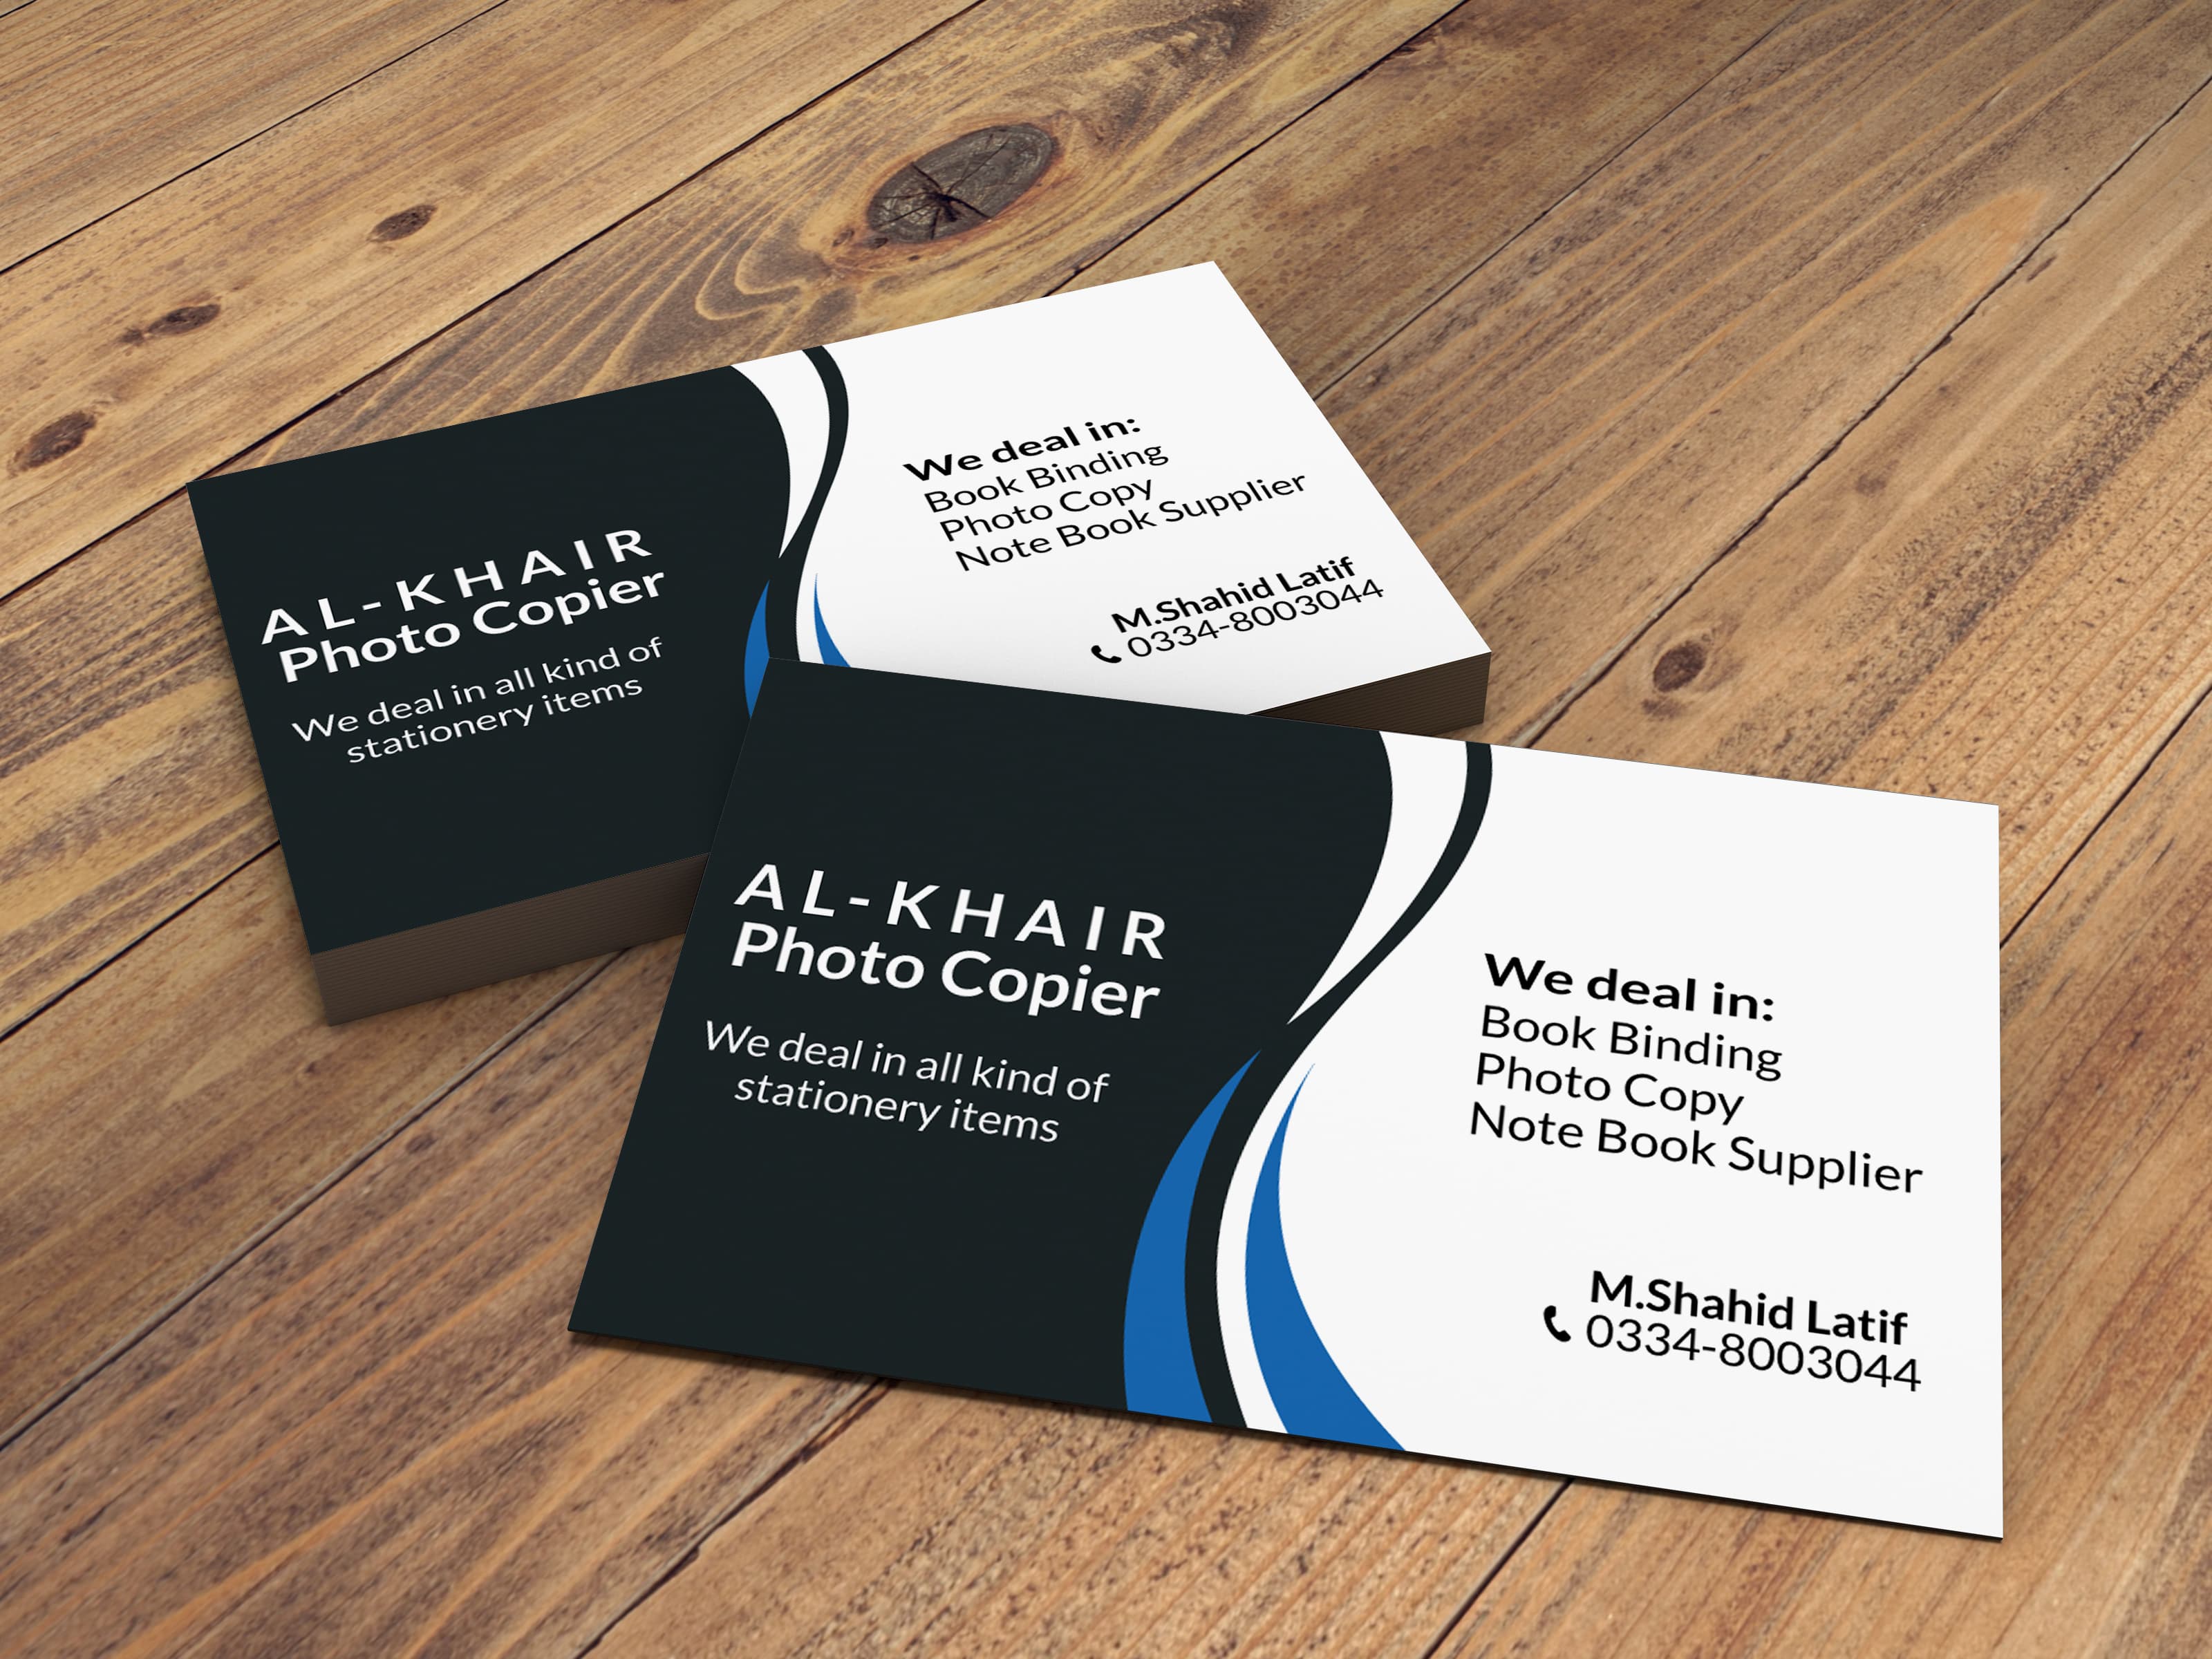 AL-KHAIR
Photo Copier
We deal in all kind of
stationery items
We deal in:
Book Binding
Photo Copy
Note Book Supplier
M.Shahid Latif
0334-8003044
AL-KHAIR
Photo Copier
We deal in all kind of
stationery items
We deal in:
Book Binding
Photo Copy
Note Book Supplier
M.Shahid Latif
0334-8003044